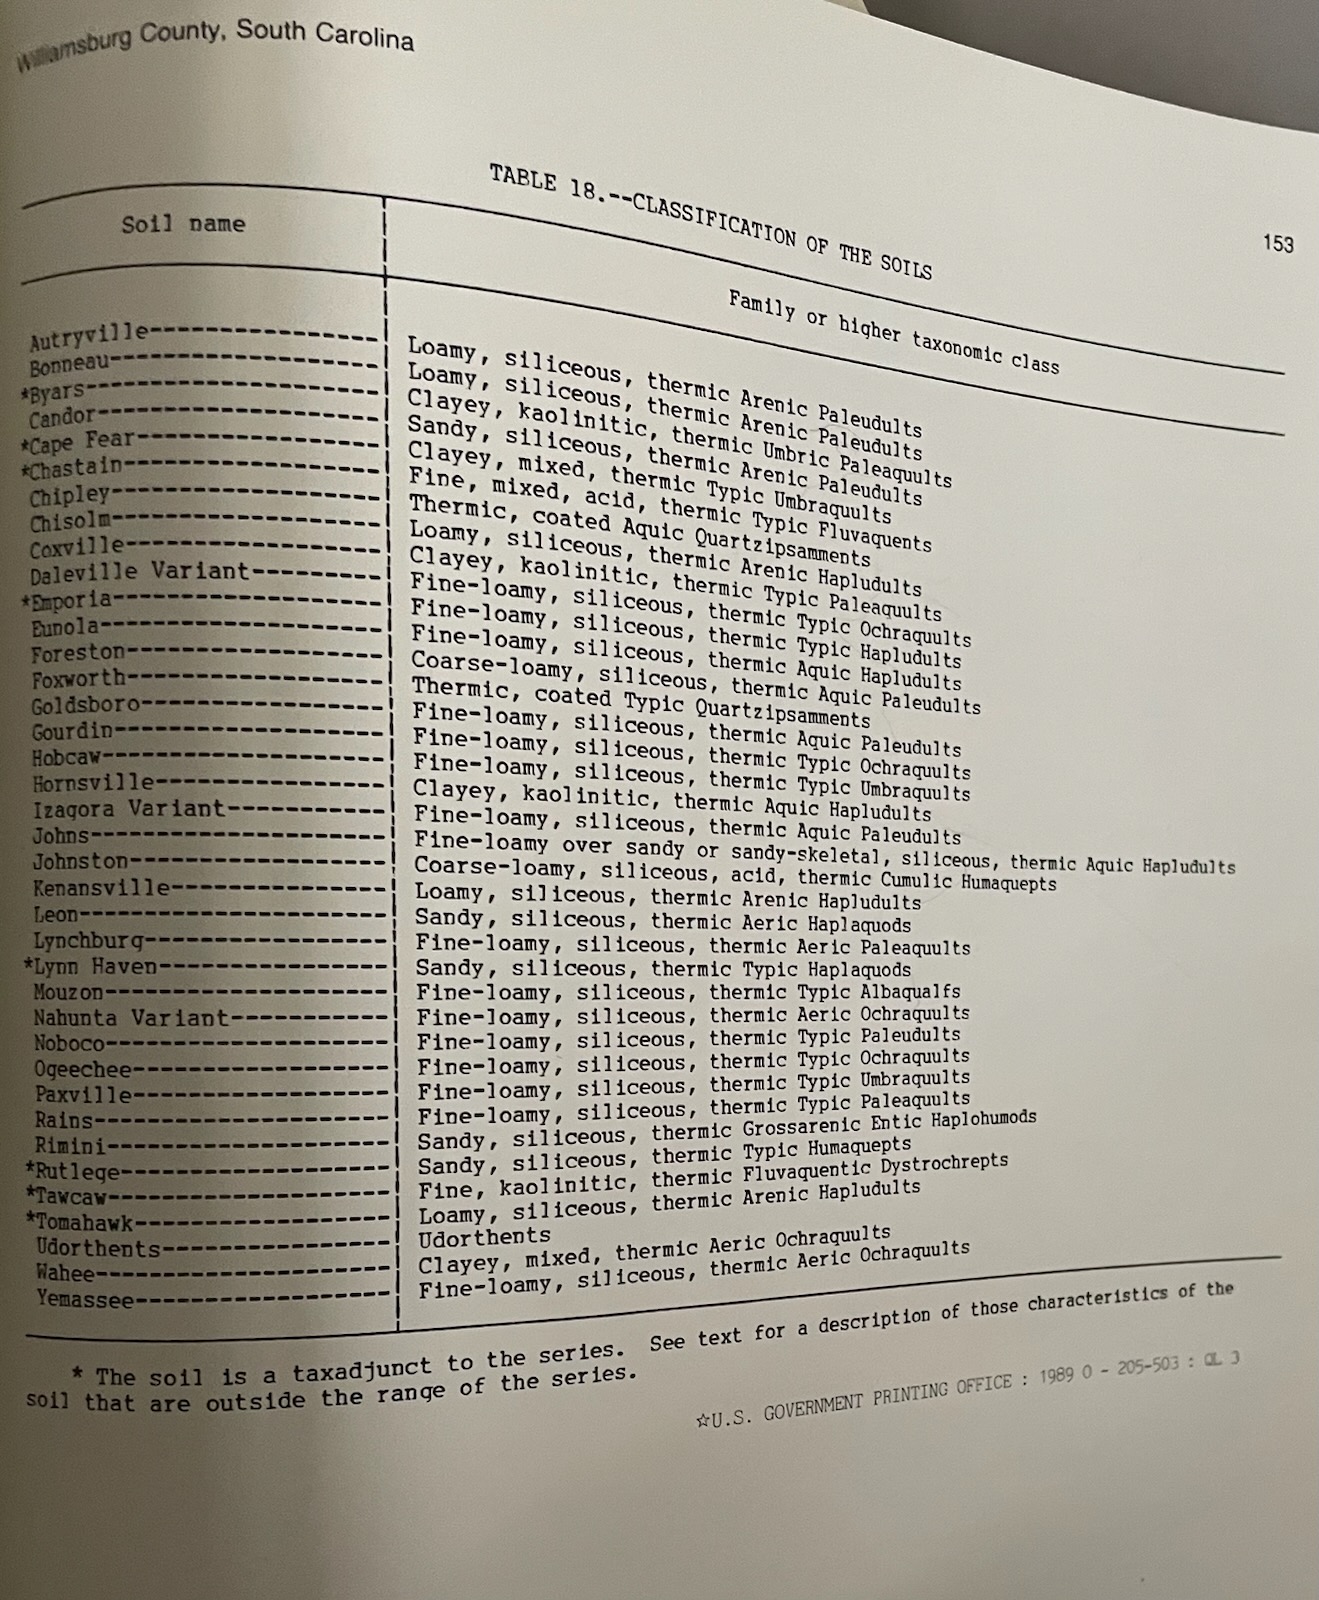 Williamsburg County, South Carolina
153
TABLE 18.--CLASSIFICATION OF THE SOILS
Soil name | Family or higher taxonomic class
Autryville---------------- | Loamy, siliceous, thermic Arenic Paleudults
Bonneau------------------- | Loamy, siliceous, thermic Arenic Paleudults
*Byars-------------------- | Clayey, kaolinitic, thermic Umbric Paleaquults
Candor-------------------- | Sandy, siliceous, thermic Arenic Paleudults
*Cape Fear---------------- | Clayey, mixed, thermic Typic Umbraquults
*Chastain----------------- | Fine, mixed, acid, thermic Typic Fluvaquents
Chipley------------------- | Thermic, coated Aquic Quartzipsamments
Chisolm------------------- | Loamy, siliceous, thermic Arenic Hapludults
Coxville------------------ | Clayey, kaolinitic, thermic Typic Paleaquults
Daleville Variant--------- | Fine-loamy, siliceous, thermic Typic Ochraquults
*Emporia------------------ | Fine-loamy, siliceous, thermic Typic Hapludults
Eunola-------------------- | Fine-loamy, siliceous, thermic Aquic Hapludults
Foreston------------------ | Coarse-loamy, siliceous, thermic Aquic Paleudults
Foxworth------------------ | Thermic, coated Typic Quartzipsamments
Goldsboro----------------- | Fine-loamy, siliceous, thermic Aquic Paleudults
Gourdin------------------- | Fine-loamy, siliceous, thermic Typic Ochraquults
Hobcaw-------------------- | Fine-loamy, siliceous, thermic Typic Umbraquults
Hornsville---------------- | Clayey, kaolinitic, thermic Aquic Hapludults
Izagora Variant----------- | Fine-loamy, siliceous, thermic Aquic Paleudults
Johns--------------------- | Fine-loamy over sandy or sandy-skeletal, siliceous, thermic Aquic Hapludults
Johnston------------------ | Coarse-loamy, siliceous, acid, thermic Cumulic Humaquepts
Kenansville--------------- | Loamy, siliceous, thermic Arenic Hapludults
Leon---------------------- | Sandy, siliceous, thermic Aeric Haplaquods
Lynchburg----------------- | Fine-loamy, siliceous, thermic Aeric Paleaquults
*Lynn Haven--------------- | Sandy, siliceous, thermic Typic Haplaquods
Mouzon-------------------- | Fine-loamy, siliceous, thermic Typic Albaqualfs
Nahunta Variant----------- | Fine-loamy, siliceous, thermic Aeric Ochraquults
Noboco-------------------- | Fine-loamy, siliceous, thermic Typic Paleudults
Ogeechee------------------ | Fine-loamy, siliceous, thermic Typic Ochraquults
Paxville------------------ | Fine-loamy, siliceous, thermic Typic Umbraquults
Rains--------------------- | Fine-loamy, siliceous, thermic Typic Paleaquults
Rimini-------------------- | Sandy, siliceous, thermic Grossarenic Entic Haplohumods
*Rutlege------------------ | Sandy, siliceous, thermic Typic Humaquepts
*Tawcaw------------------- | Fine, kaolinitic, thermic Fluvaquentic Dystrochrepts
*Tomahawk----------------- | Loamy, siliceous, thermic Arenic Hapludults
Udorthents---------------- | Udorthents
Wahee--------------------- | Clayey, mixed, thermic Aeric Ochraquults
Yemassee------------------ | Fine-loamy, siliceous, thermic Aeric Ochraquults
* The soil is a taxadjunct to the series. See text for a description of those characteristics of the
soil that are outside the range of the series.
☆U.S. GOVERNMENT PRINTING OFFICE : 1989 O - 205-503 : QL 3